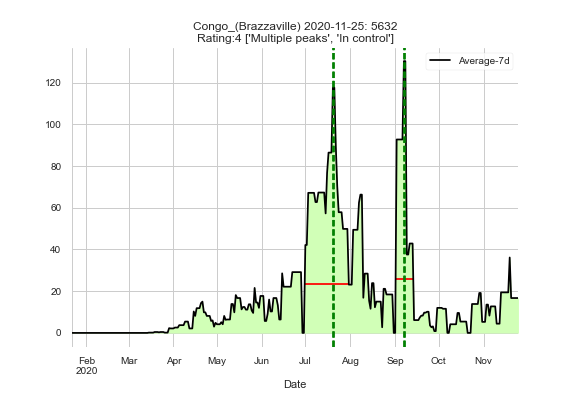 Congo_(Brazzaville) 2020-11-25: 5632
Rating:4 ['Multiple peaks', 'In control']
Average-7d
120
100
80
60
40
20
0
Feb Mar Apr May Jun Jul Aug Sep Oct Nov
2020
Date